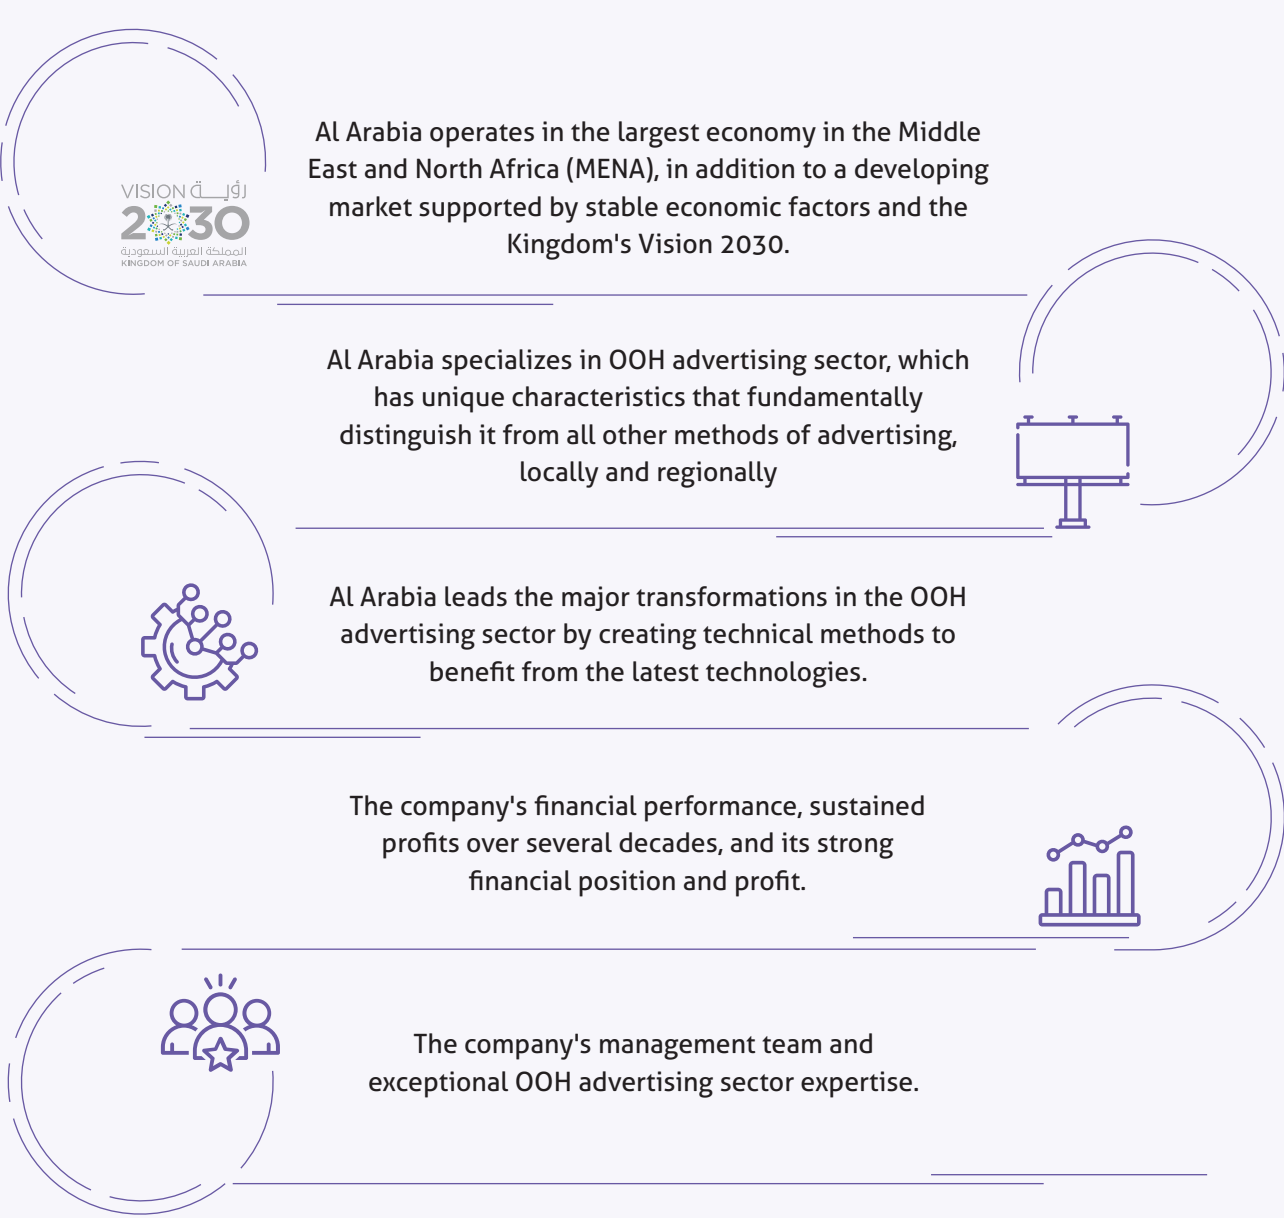 Al Arabia operates in the largest economy in the Middle
East and North Africa (MENA), in addition to a developing
market supported by stable economic factors and the
Kingdom's Vision 2030.
VISION رؤيــة
2030
المملكة العربية السعودية
KINGDOM OF SAUDI ARABIA
Al Arabia specializes in OOH advertising sector, which
has unique characteristics that fundamentally
distinguish it from all other methods of advertising,
locally and regionally
Al Arabia leads the major transformations in the OOH
advertising sector by creating technical methods to
benefit from the latest technologies.
The company's financial performance, sustained
profits over several decades, and its strong
financial position and profit.
The company's management team and
exceptional OOH advertising sector expertise.